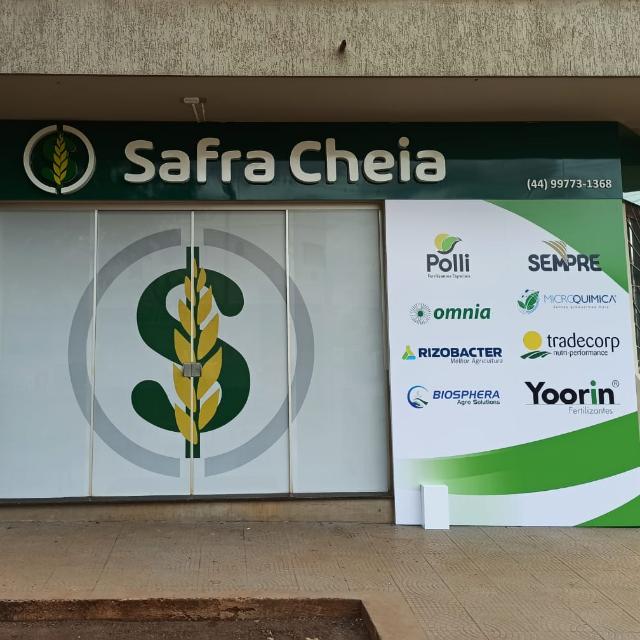 Safra Cheia
(44) 99773-1368
Polli
Fertilizantes Especiais
SEMPRE
omnia
MICROQUIMICA
RIZOBACTER
Melhor Agricultura
tradecorp
nutri-performance
BIOSPHERA
Agro Solutions
Yoorin®
Fertilizantes